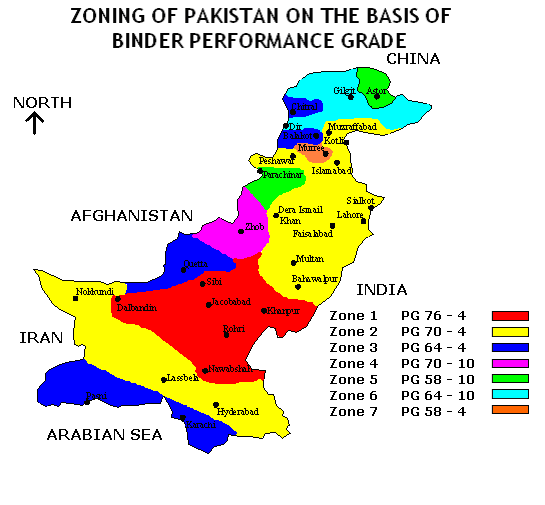 ZONING OF PAKISTAN ON THE BASIS OF
BINDER PERFORMANCE GRADE
CHINA
NORTH
Gilgit
Astor
Dir
Muzraffabad
Kotli
Murree
Peshawar
Islamabad
Parachinar
Sialkot
AFGHANISTAN
Dera Ismail
Khan
Lahore
Zhob
Faisalabad
Quetta
Multan
Sibi
Bahawalpur
Nokkundi
Dalbandin
Jacobabad
Khanpur
INDIA
IRAN
Rohri
Nawabshah
Lassbela
Hyderabad
Karachi
ARABIAN SEA
Zone 1 PG 76 - 4
Zone 2 PG 70 - 4
Zone 3 PG 64 - 4
Zone 4 PG 70 - 10
Zone 5 PG 58 - 10
Zone 6 PG 64 - 10
Zone 7 PG 58 - 4